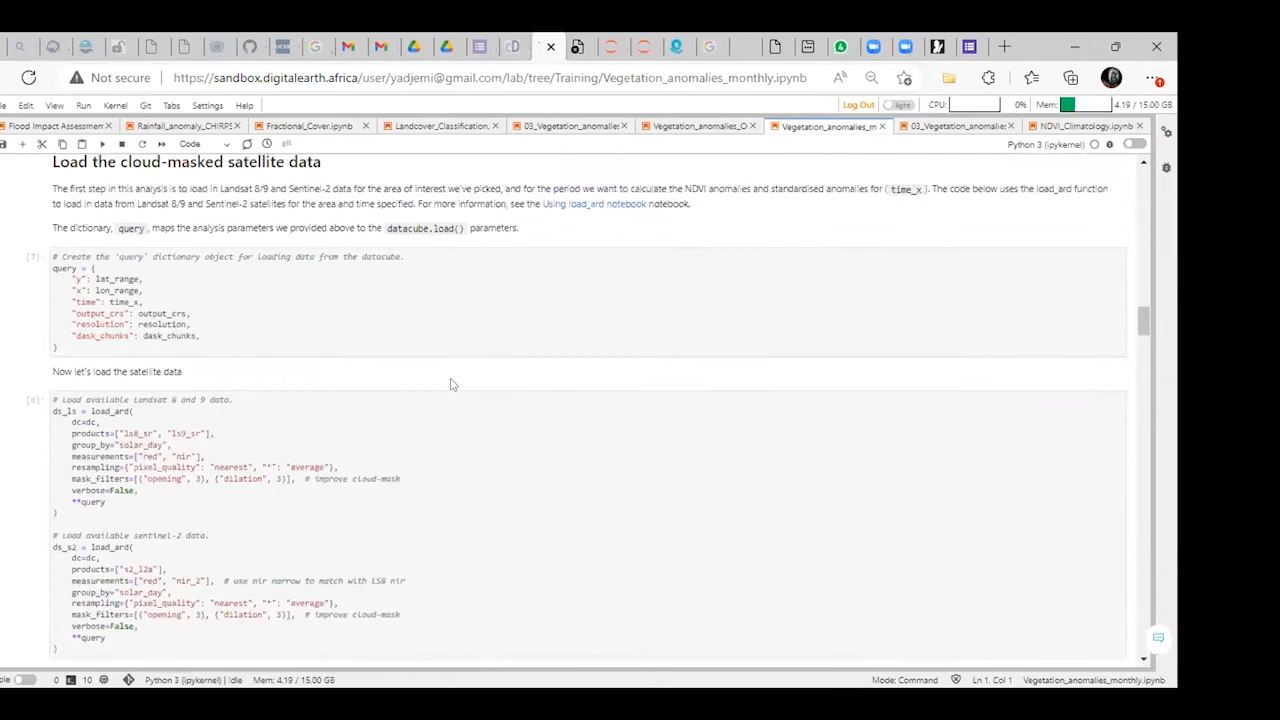 Not secure
https://sandbox.digitalearth.africa/user/yadjemi@gmail.com/lab/tree/Training/Vegetation_anomalies_monthly.ipynb
Edit View Run Kernel Git Tabs Settings Help
Log Out light CPU: 0% Mem: 4.19 / 15.00 GB
Flood Impact Assessmen Rainfall_anomaly_CHIRPS Fractional_Cover.ipynb Landcover_Classification. 03_Vegetation_anomalies Vegetation_anomalies_O Vegetation_anomalies_m 03_Vegetation_anomalies NDVI_Climatology.ipynb
Code Python 3 (ipykernel)
Load the cloud-masked satellite data
The first step in this analysis is to load in Landsat 8/9 and Sentinel-2 data for the area of interest we've picked, and for the period we want to calculate the NDVI anomalies and standardised anomalies for (time_x). The code below uses the load_ard function
to load in data from Landsat 8/9 and Sentinel-2 satellites for the area and time specified. For more information, see the Using load_ard notebook notebook.
The dictionary, query, maps the analysis parameters we provided above to the datacube.load() parameters.
[7]: # Create the 'query' dictionary object for loading data from the datacube.
query = {
"y": lat_range,
"x": lon_range,
"time": time_x,
"output_crs": output_crs,
"resolution": resolution,
"dask_chunks": dask_chunks,
}
Now let's load the satellite data
[8]: # Load available Landsat 8 and 9 data.
ds_ls = load_ard(
dc=dc,
products=["ls8_sr", "ls9_sr"],
group_by="solar_day",
measurements=["red", "nir"],
resampling={"pixel_quality": "nearest", "*": "average"},
mask_filters=[("opening", 3), ("dilation", 3)], # improve cloud-mask
verbose=False,
**query
)
# Load available sentinel-2 data.
ds_s2 = load_ard(
dc=dc,
products=["s2_l2a"],
measurements=["red", "nir_2"], # use nir narrow to match with LS8 nir
group_by="solar_day",
resampling={"pixel_quality": "nearest", "*": "average"},
mask_filters=[("opening", 3), ("dilation", 3)], # improve cloud-mask
verbose=False,
**query
)
0 10 Python 3 (ipykernel) | Idle Mem: 4.19 / 15.00 GB Mode: Command Ln 1, Col 1 Vegetation_anomalies_monthly.ipynb